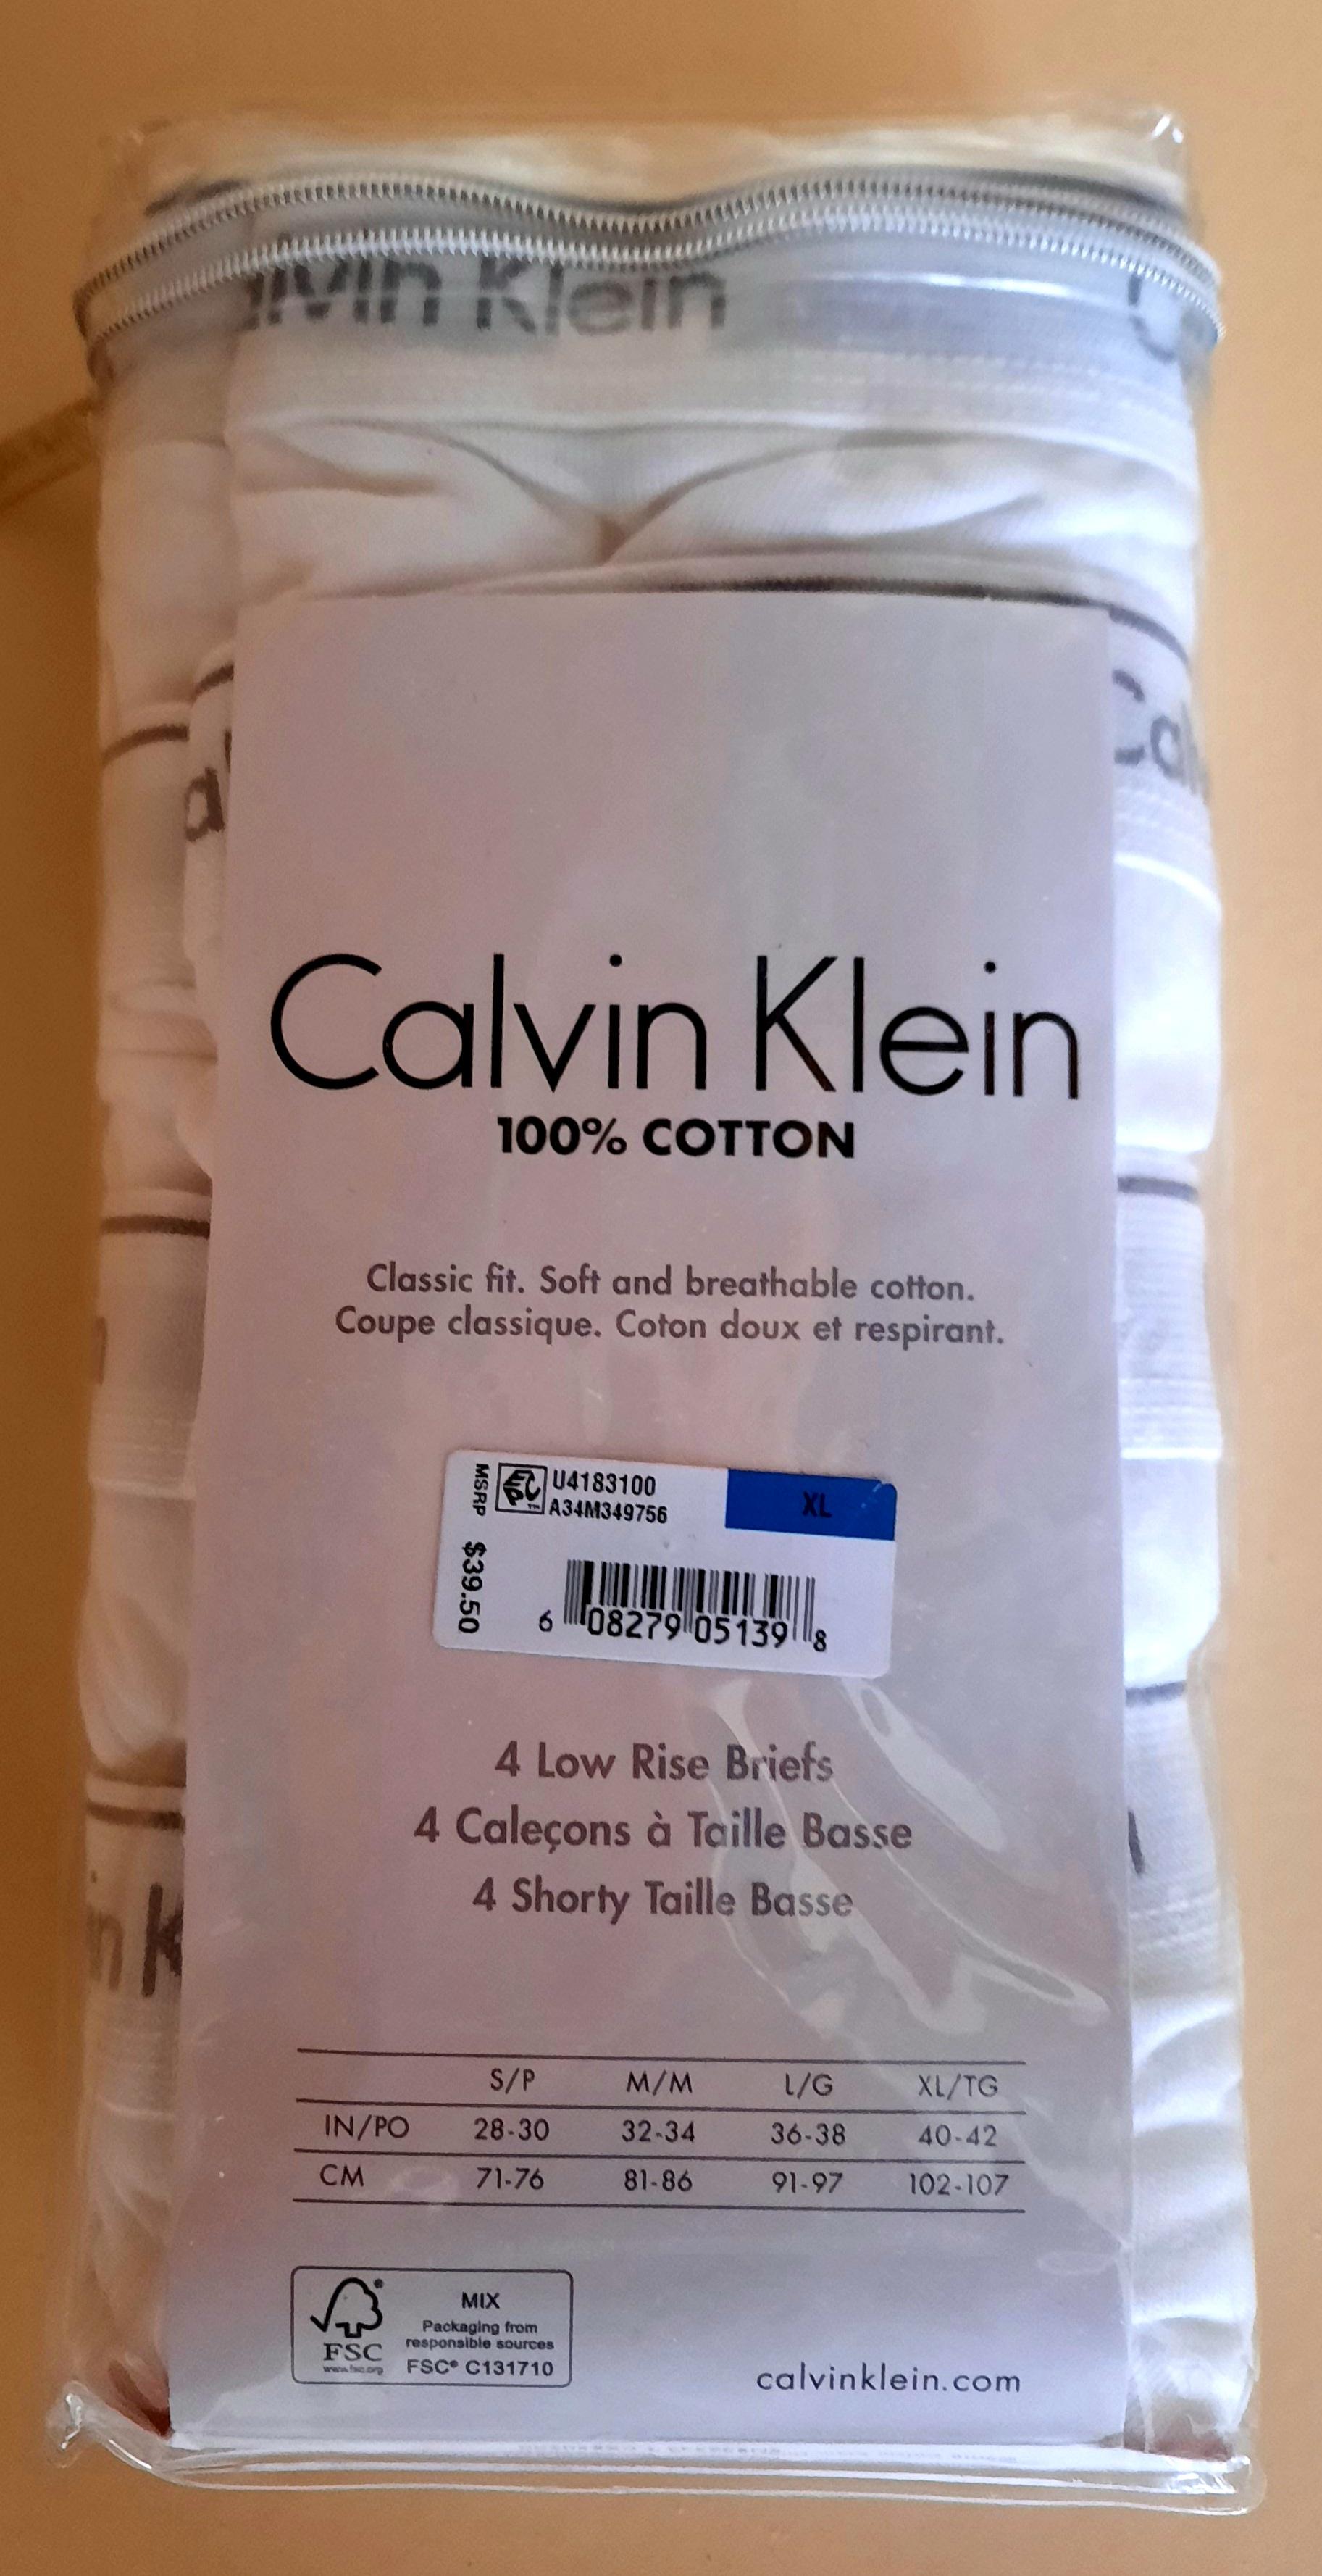 Klein
Calvin Klein
100% COTTON
Classic fit. Soft and breathable cotton.
Coupe classique. Coton doux et respirant.
MSRP $39.50
EPC™
U4183100
A34M349756
XL
6 08279 05139 8
4 Low Rise Briefs
4 Caleçons à Taille Basse
4 Shorty Taille Basse
S/P M/M L/G XL/TG
IN/PO 28-30 32-34 36-38 40-42
CM 71-76 81-86 91-97 102-107
FSC®
www.fsc.org
MIX
Packaging from
responsible sources
FSC® C131710
calvinklein.com